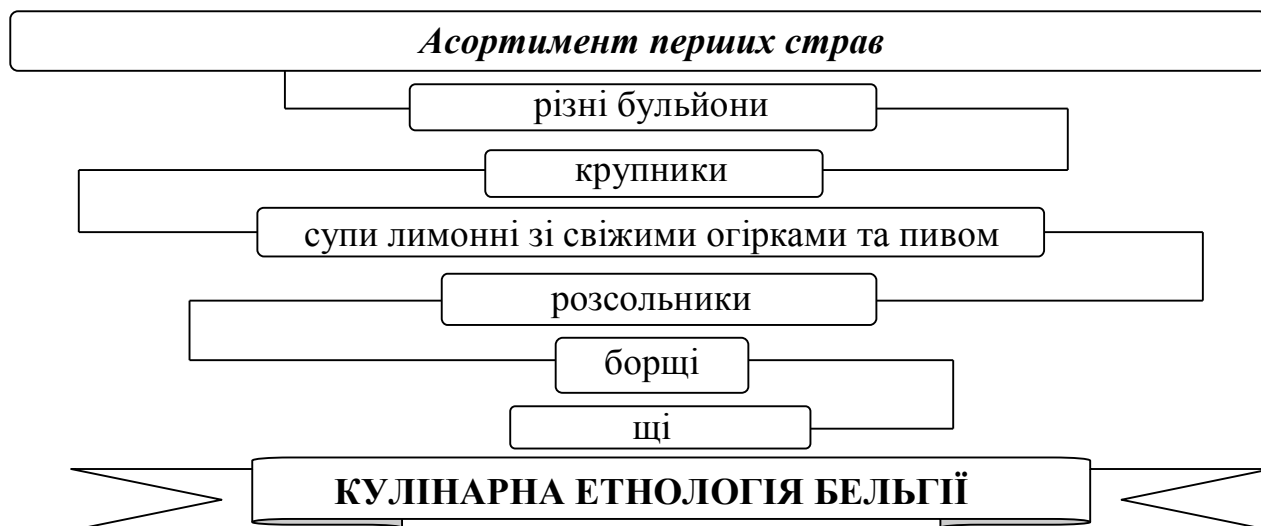 Асортимент перших страв
різні бульйони
крупники
супи лимонні зі свіжими огірками та пивом
розсольники
борщі
щі
КУЛІНАРНА ЕТНОЛОГІЯ БЕЛЬГІЇ